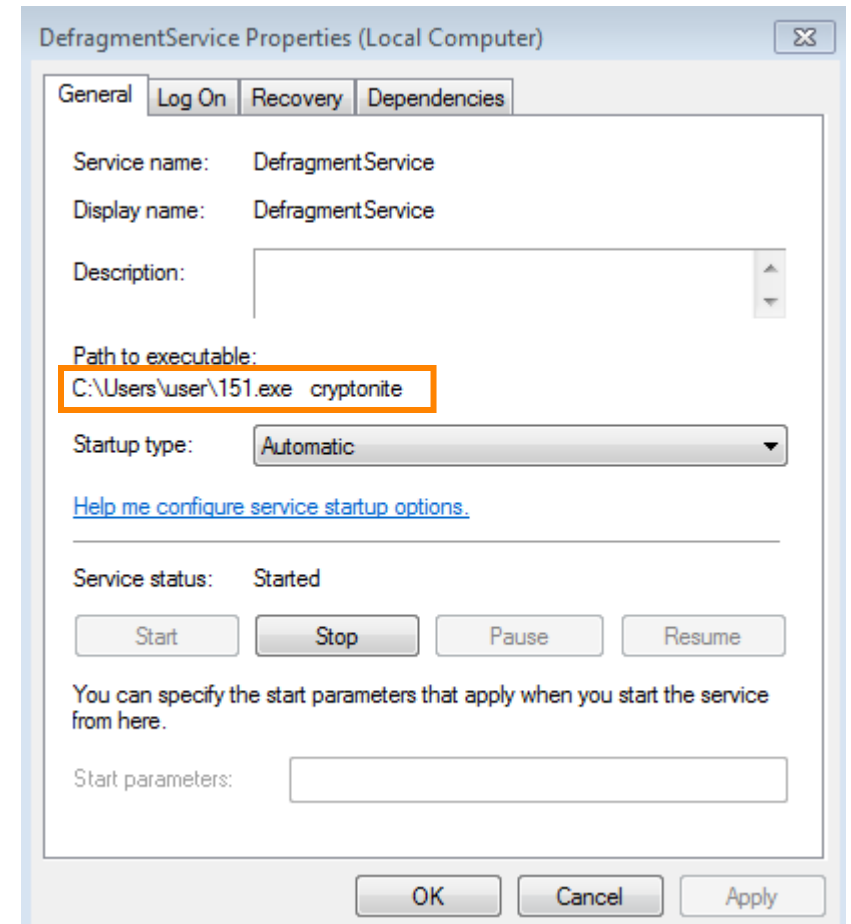 DefragmentService Properties (Local Computer)
General Log On Recovery Dependencies
Service name: DefragmentService
Display name: DefragmentService
Description:
Path to executable:
C:\Users\user\151.exe cryptonite
Startup type: Automatic
Help me configure service startup options.
Service status: Started
Start Stop Pause Resume
You can specify the start parameters that apply when you start the service
from here.
Start parameters:
OK Cancel Apply